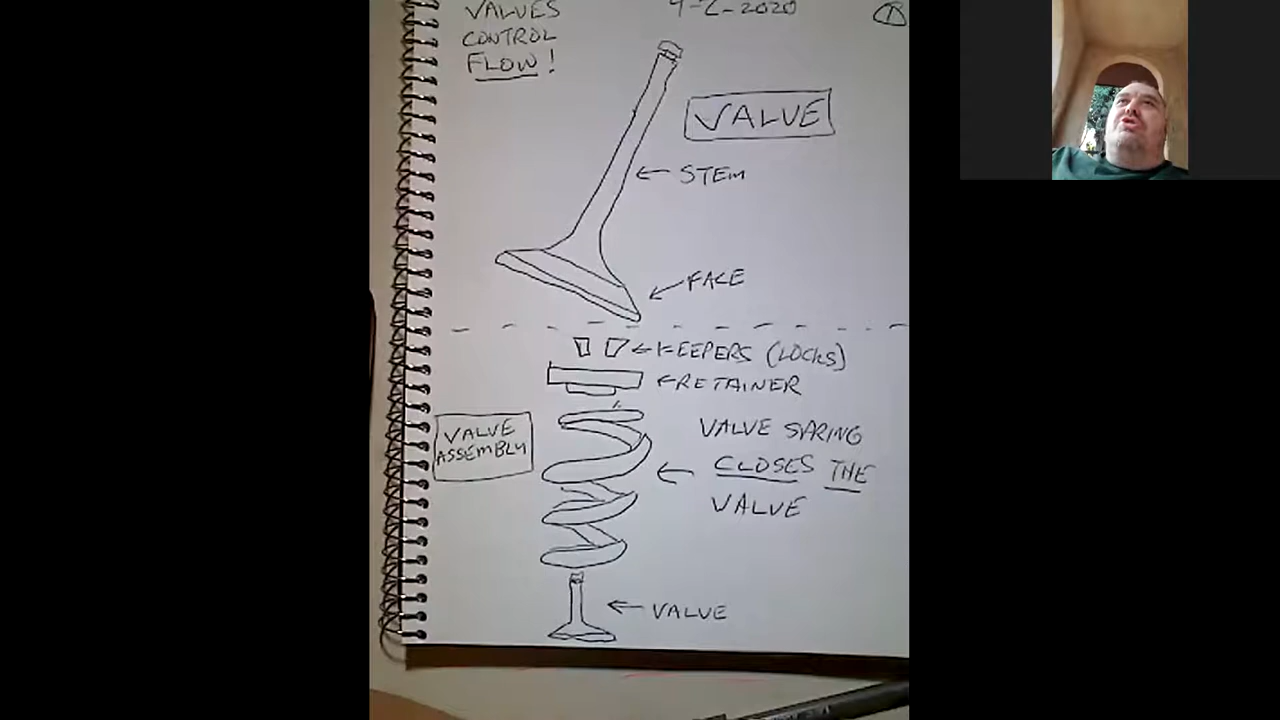 VALVES
CONTROL
FLOW!
4-2-2020
1
VALVE
STEM
FACE
KEEPERS (LOCKS)
RETAINER
VALVE
ASSEMBLY
VALVE SPRING
CLOSES THE
VALVE
VALVE